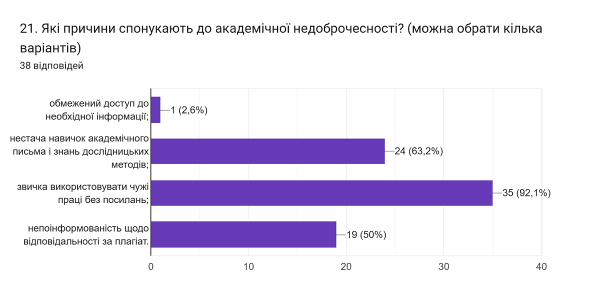 21. Які причини спонукають до академічної недоброчесності? (можна обрати кілька
варіантів)
38 відповідей
обмежений доступ до
необхідної інформації;
1 (2,6%)
нестача навичок академічного
письма і знань дослідницьких
методів;
24 (63,2%)
звичка використовувати чужі
праці без посилань;
35 (92,1%)
непоінформованість щодо
відповідальності за плагіат.
19 (50%)
0 10 20 30 40